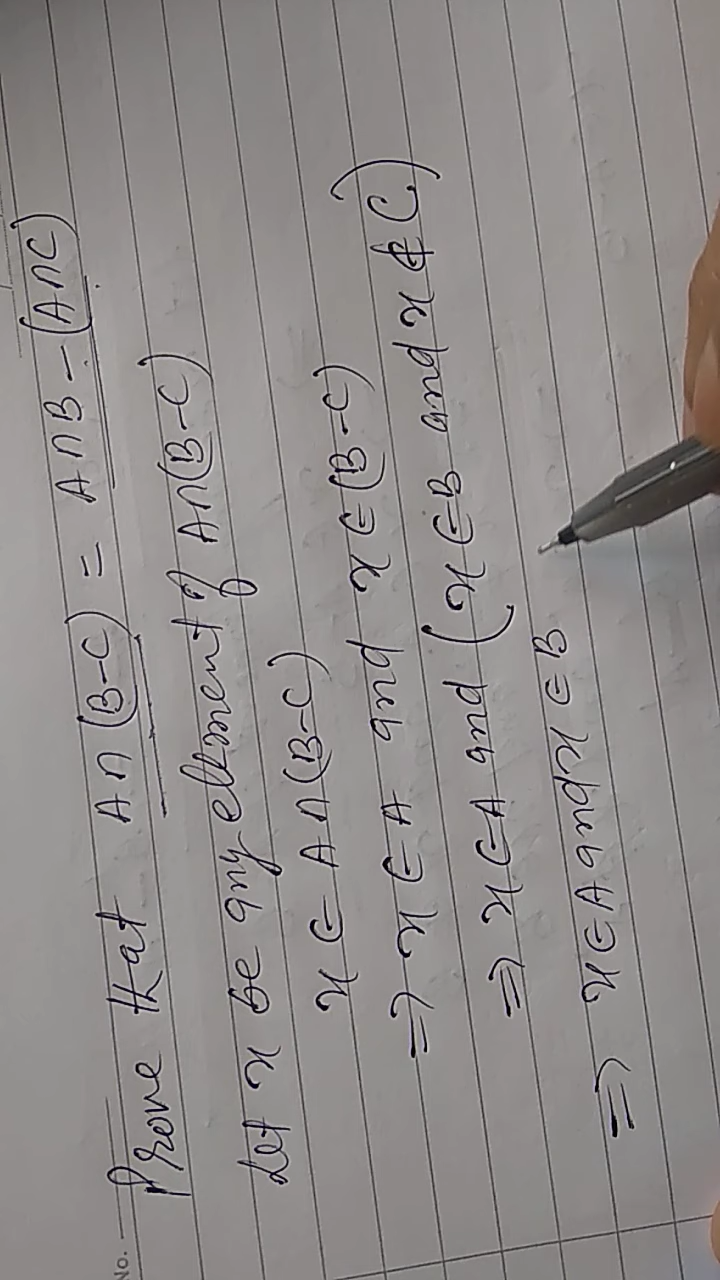 No.
Prove that A∩(B-C) = A∩B-(A∩C)
Let x be any element of A∩(B-C)
x ∈ A∩(B-C)
⇒ x ∈ A and x ∈ (B-C)
⇒ x ∈ A and (x ∈ B and x ∉ C)
⇒ x ∈ A and x ∈ B